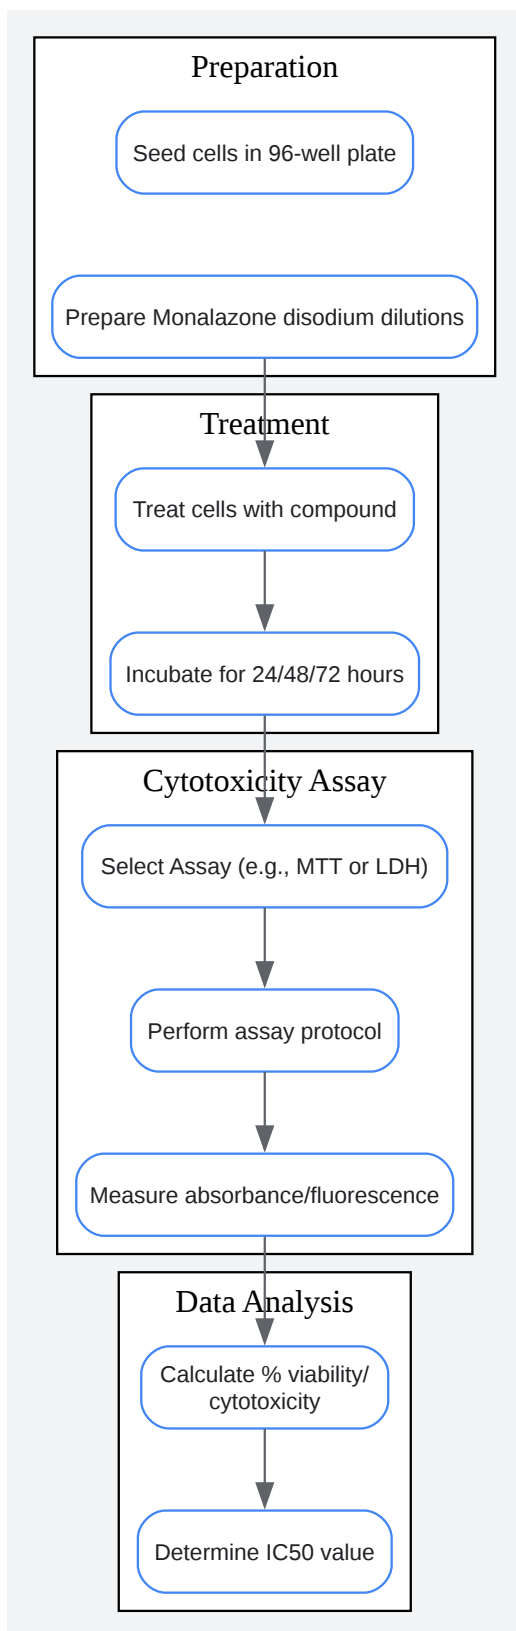 Preparation
Seed cells in 96-well plate
Prepare Monalazone disodium dilutions
Treatment
Treat cells with compound
Incubate for 24/48/72 hours
Cytotoxicity Assay
Select Assay (e.g., MTT or LDH)
Perform assay protocol
Measure absorbance/fluorescence
Data Analysis
Calculate % viability/
cytotoxicity
Determine IC50 value